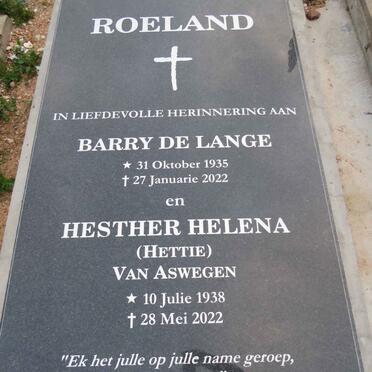 ROELAND
IN LIEFDEVOLLE HERINNERING AAN
BARRY DE LANGE
★ 31 Oktober 1935
† 27 Januarie 2022
en
HESTHER HELENA
(HETTIE)
VAN ASWEGEN
★ 10 Julie 1938
† 28 Mei 2022
"Ek het julle op julle name geroep,